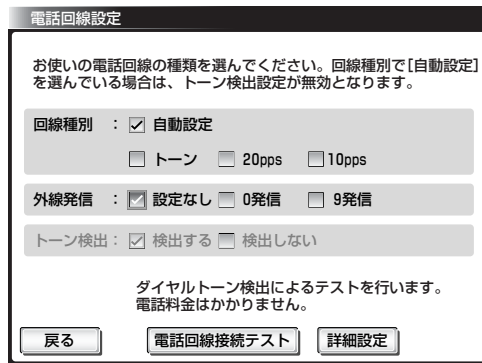 電話回線設定
お使いの電話回線の種類を選んでください。回線種別で[自動設定]
を選んでいる場合は、トーン検出設定が無効となります。
回線種別 : 自動設定
トーン 20pps 10pps
外線発信 : 設定なし 0発信 9発信
トーン検出 : 検出する 検出しない
ダイヤルトーン検出によるテストを行います。
電話料金はかかりません。
戻る 電話回線接続テスト 詳細設定